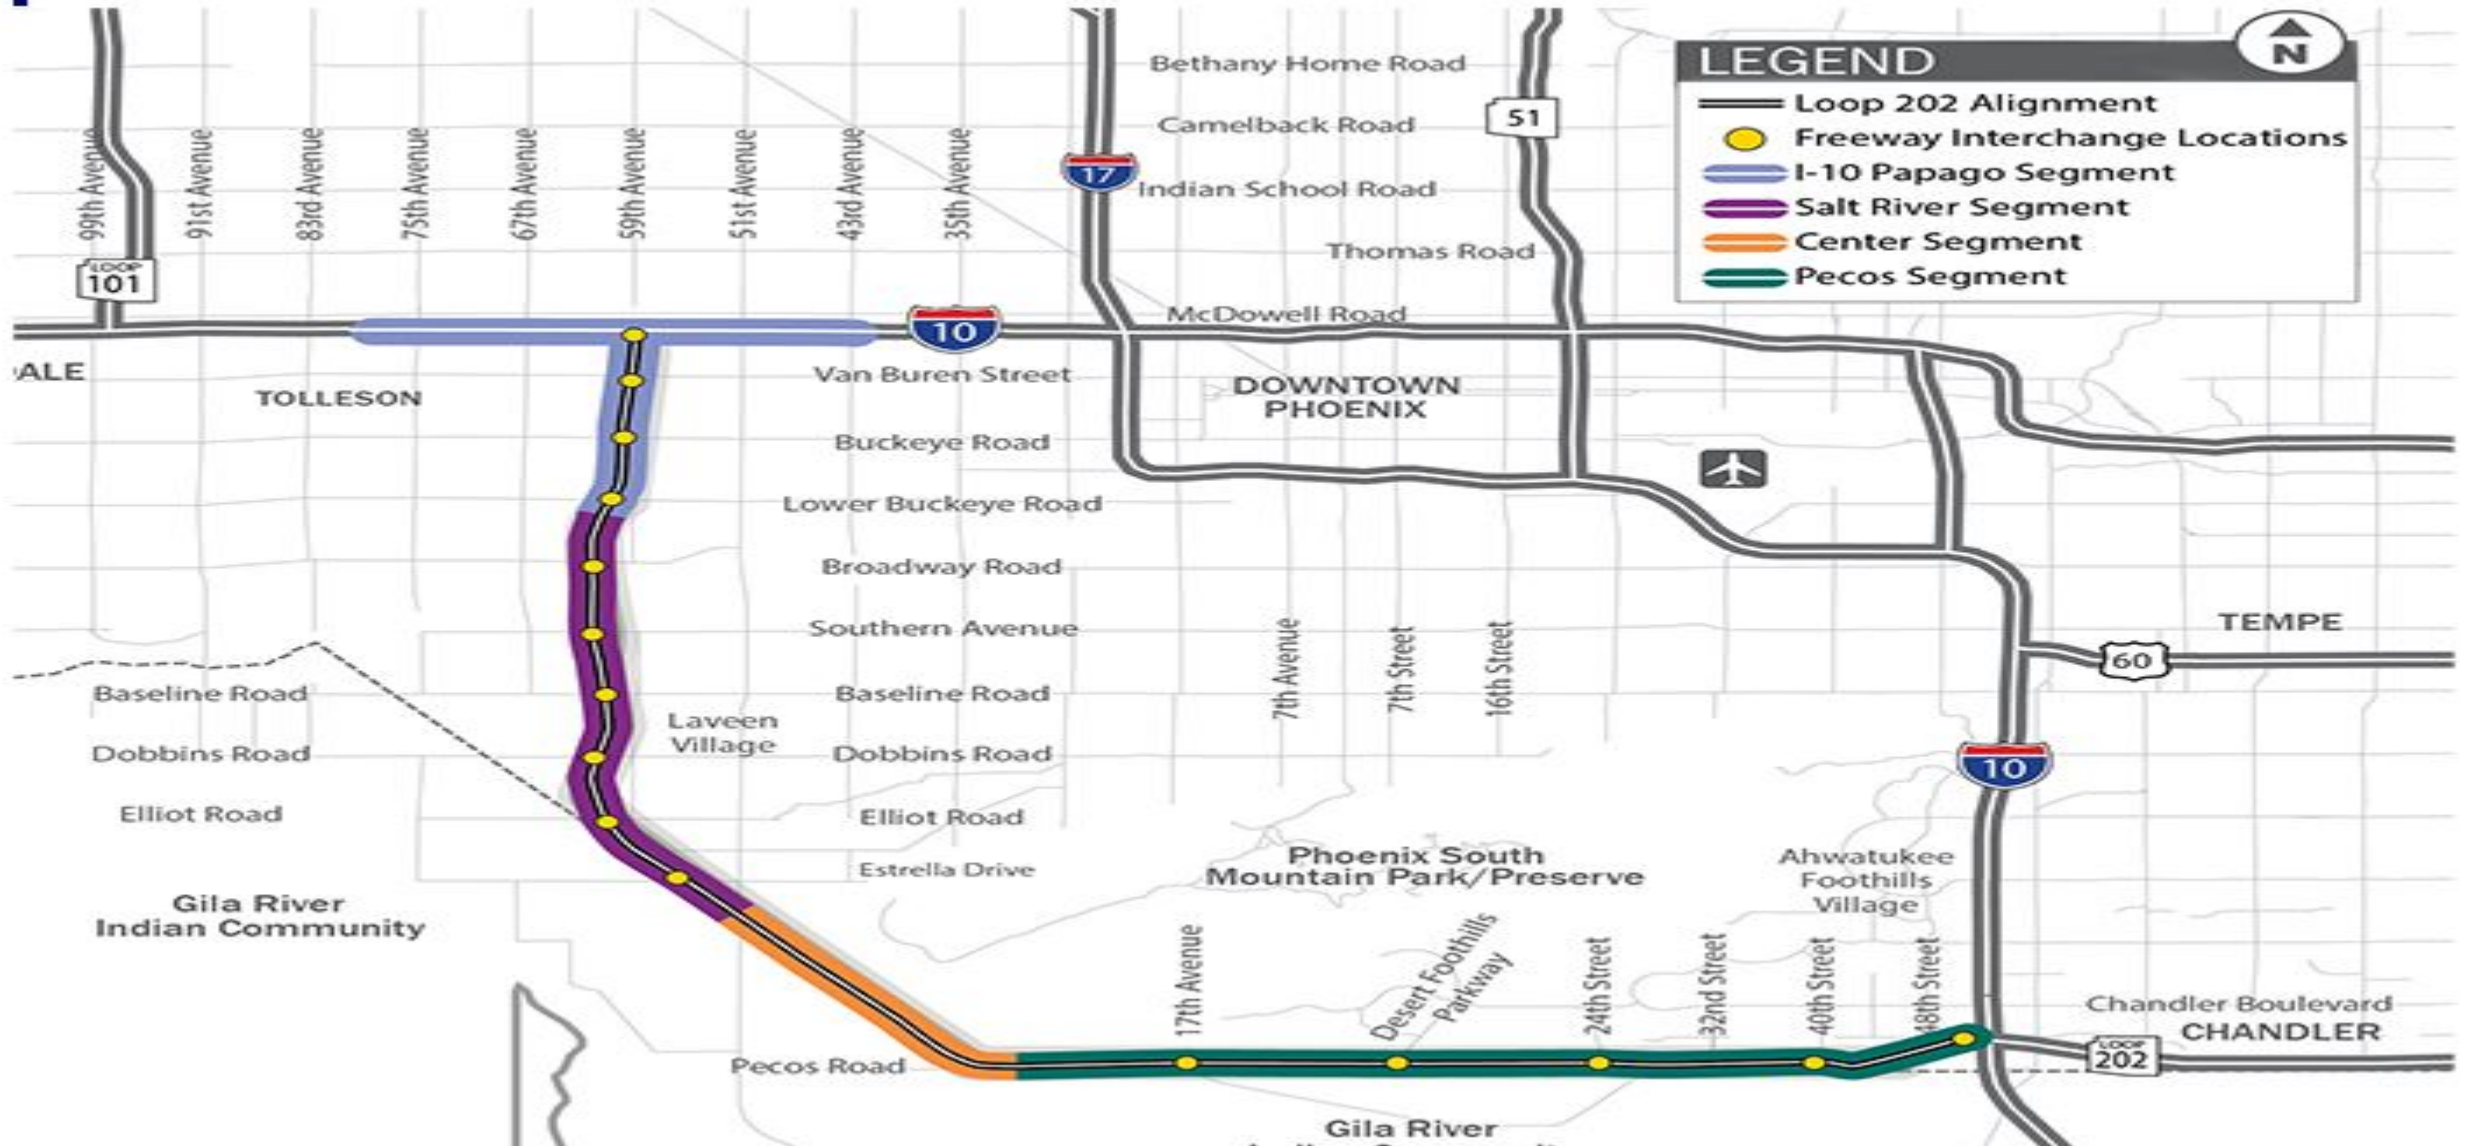 Bethany Home Road
Camelback Road
Indian School Road
Thomas Road
McDowell Road
LEGEND
N
Loop 202 Alignment
Freeway Interchange Locations
I-10 Papago Segment
Salt River Segment
Center Segment
Pecos Segment
51
17
99th Avenue
91st Avenue
83rd Avenue
75th Avenue
67th Avenue
59th Avenue
51st Avenue
43rd Avenue
35th Avenue
LOOP
101
10
ALE
TOLLESON
Van Buren Street
DOWNTOWN
PHOENIX
Buckeye Road
Lower Buckeye Road
Broadway Road
Southern Avenue
7th Avenue
7th Street
16th Street
TEMPE
60
Baseline Road
Baseline Road
Laveen
Village
Dobbins Road
Dobbins Road
10
Elliot Road
Elliot Road
Estrella Drive
Phoenix South
Mountain Park/Preserve
Ahwatukee
Foothills
Village
Gila River
Indian Community
17th Avenue
Desert Foothills
Parkway
24th Street
32nd Street
40th Street
48th Street
Chandler Boulevard
CHANDLER
LOOP
202
Pecos Road
Gila River